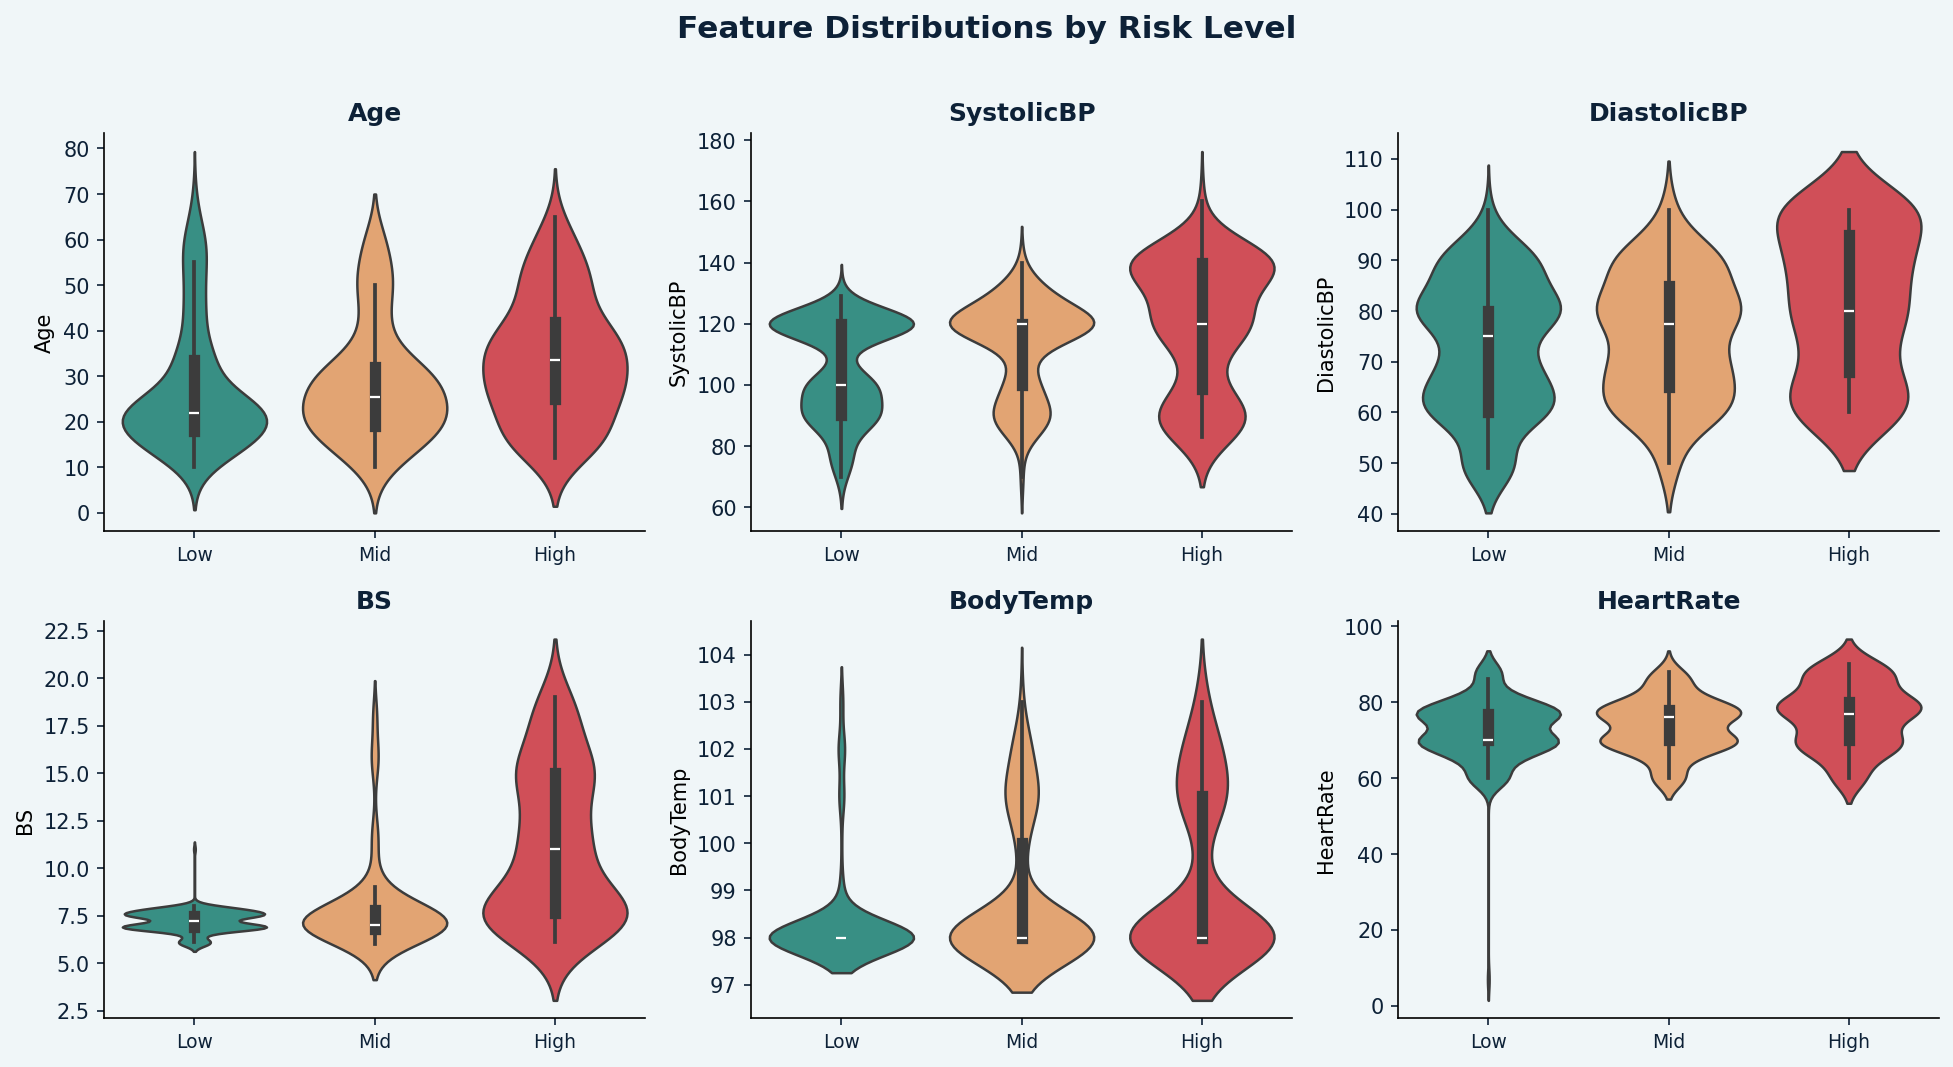 Feature Distributions by Risk Level
Age
Age
80
70
60
50
40
30
20
10
0
Low Mid High
SystolicBP
SystolicBP
180
160
140
120
100
80
60
Low Mid High
DiastolicBP
DiastolicBP
110
100
90
80
70
60
50
40
Low Mid High
BS
BS
22.5
20.0
17.5
15.0
12.5
10.0
7.5
5.0
2.5
Low Mid High
BodyTemp
BodyTemp
104
103
102
101
100
99
98
97
Low Mid High
HeartRate
HeartRate
100
80
60
40
20
0
Low Mid High